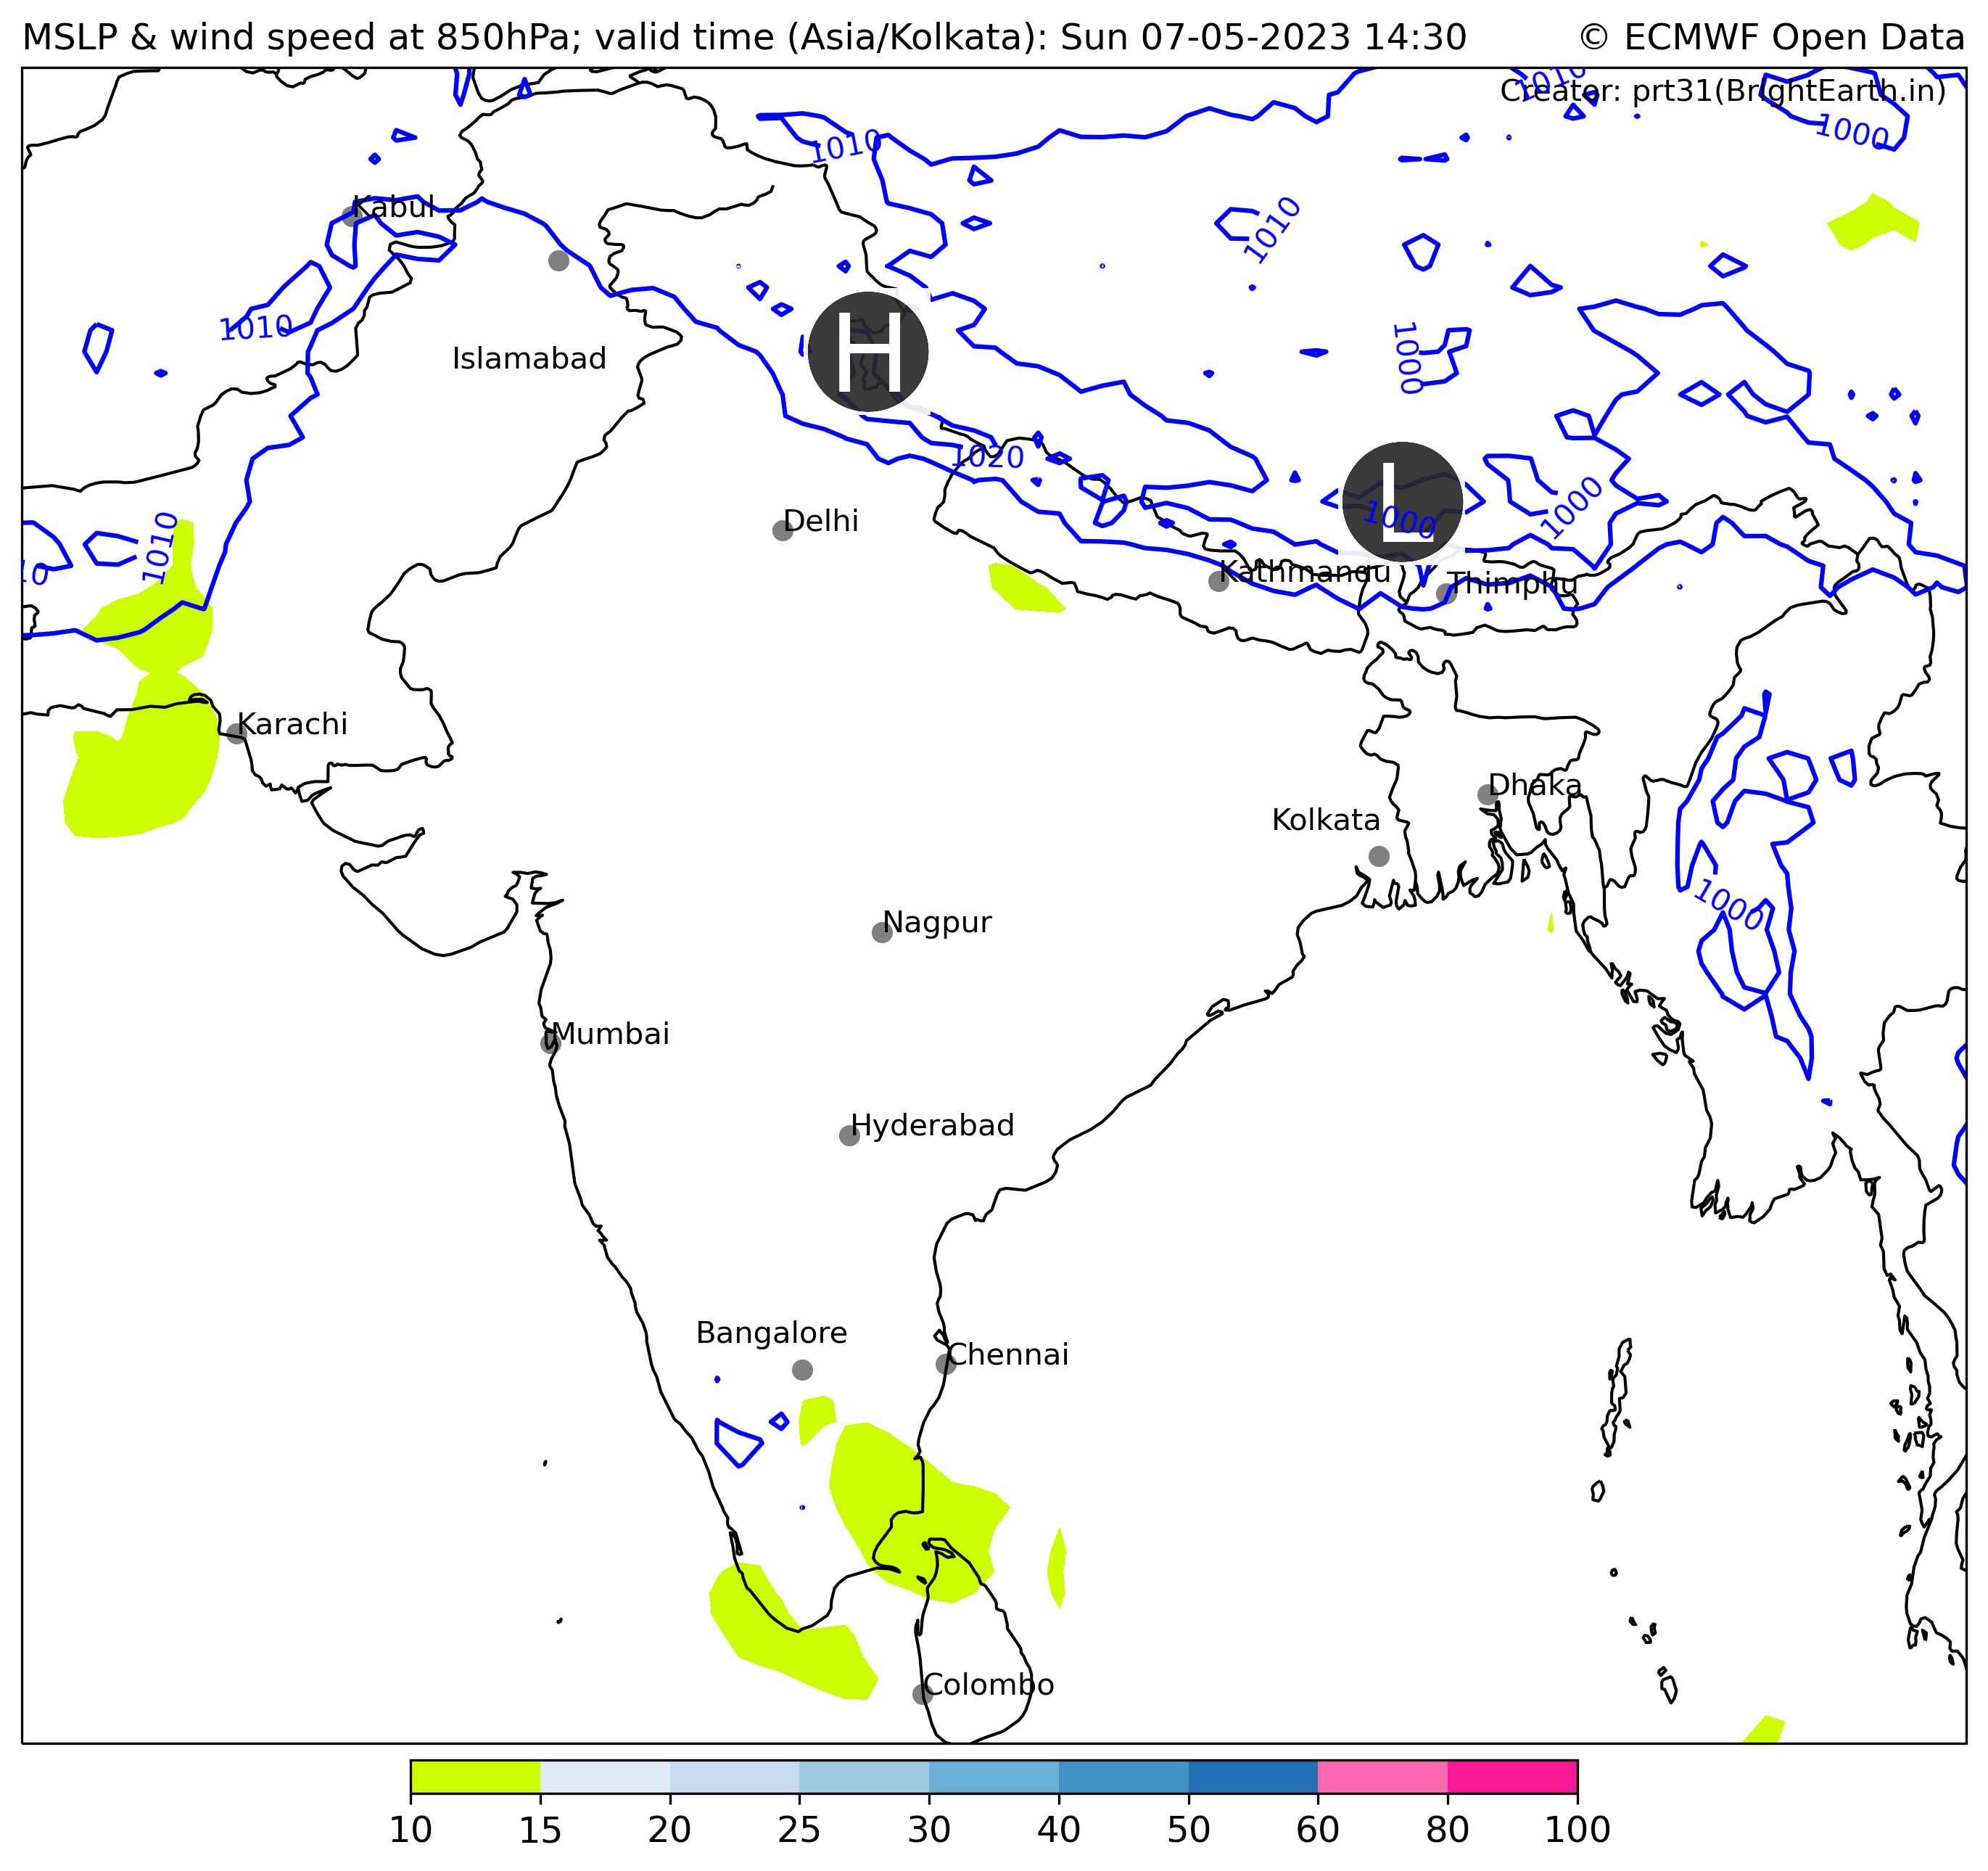 MSLP & wind speed at 850hPa; valid time (Asia/Kolkata): Sun 07-05-2023 14:30
© ECMWF Open Data
1010
Creator: prt31(BrightEarth.in)
1000
1010
Kabul
1010
1010
H
1000
Islamabad
1020
L
1000
1000
Delhi
1010
10
Kathmandu
Thimphu
Karachi
Dhaka
Kolkata
1000
Nagpur
Mumbai
Hyderabad
Bangalore
Chennai
Colombo
10 15 20 25 30 40 50 60 80 100